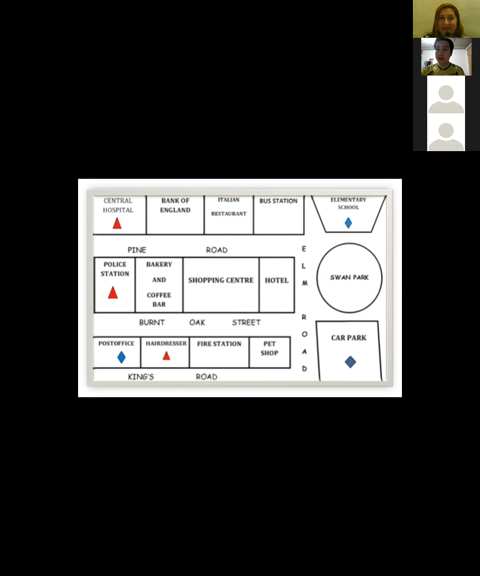 CENTRAL
HOSPITAL
BANK OF
ENGLAND
ITALIAN
RESTAURANT
BUS STATION
ELEMENTARY
SCHOOL
PINE ROAD
POLICE
STATION
BAKERY
AND
COFFEE
BAR
SHOPPING CENTRE
HOTEL
ELM ROAD
SWAN PARK
BURNT OAK STREET
POSTOFFICE
HAIRDRESSER
FIRE STATION
PET
SHOP
CAR PARK
KING'S ROAD